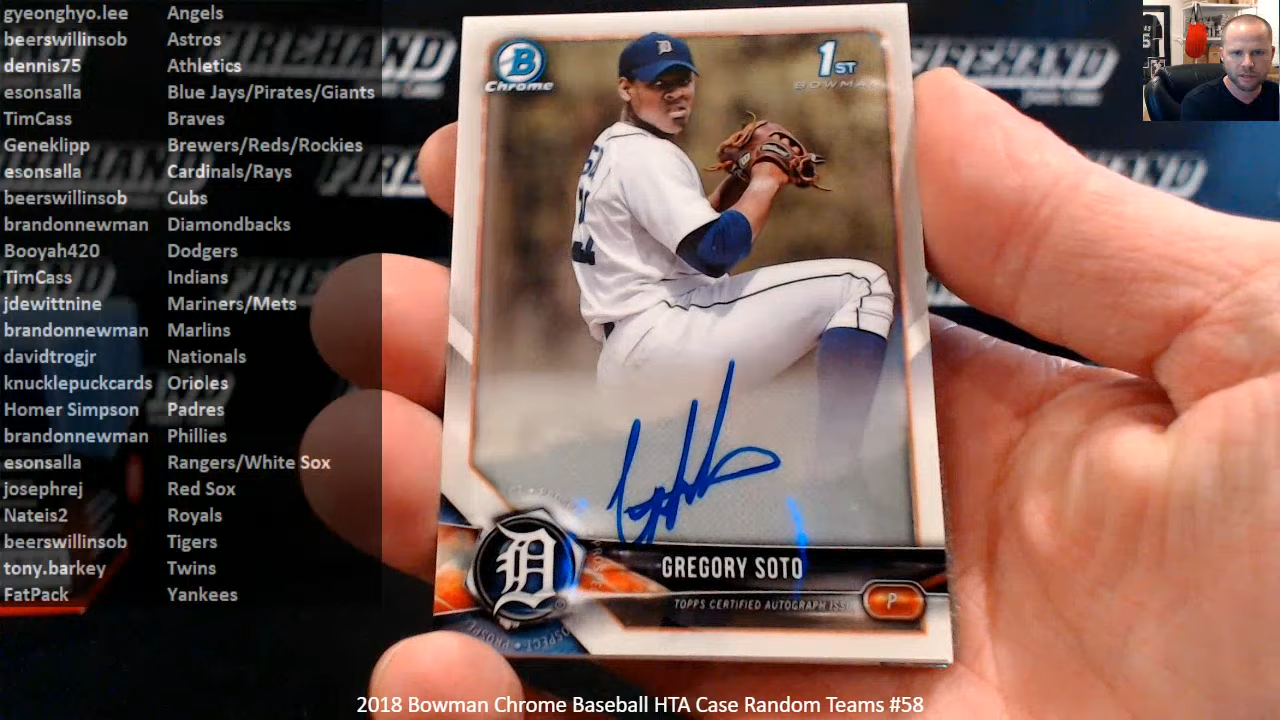 gyeonghyo.lee Angels
beerswillinsob Astros
dennis75 Athletics
esonsalla Blue Jays/Pirates/Giants
TimCass Braves
Geneklipp Brewers/Reds/Rockies
esonsalla Cardinals/Rays
beerswillinsob Cubs
brandonnewman Diamondbacks
Booyah420 Dodgers
TimCass Indians
jdewittnine Mariners/Mets
brandonnewman Marlins
davidtrogjr Nationals
knucklepuckcards Orioles
Homer Simpson Padres
brandonnewman Phillies
esonsalla Rangers/White Sox
josephrej Red Sox
Nateis2 Royals
beerswillinsob Tigers
tony.barkey Twins
FatPack Yankees
B
Chrome
1ST
BOWMAN
D
D
GREGORY SOTO
TOPPS CERTIFIED AUTOGRAPH
P
FIREHAND
2018 Bowman Chrome Baseball HTA Case Random Teams #58